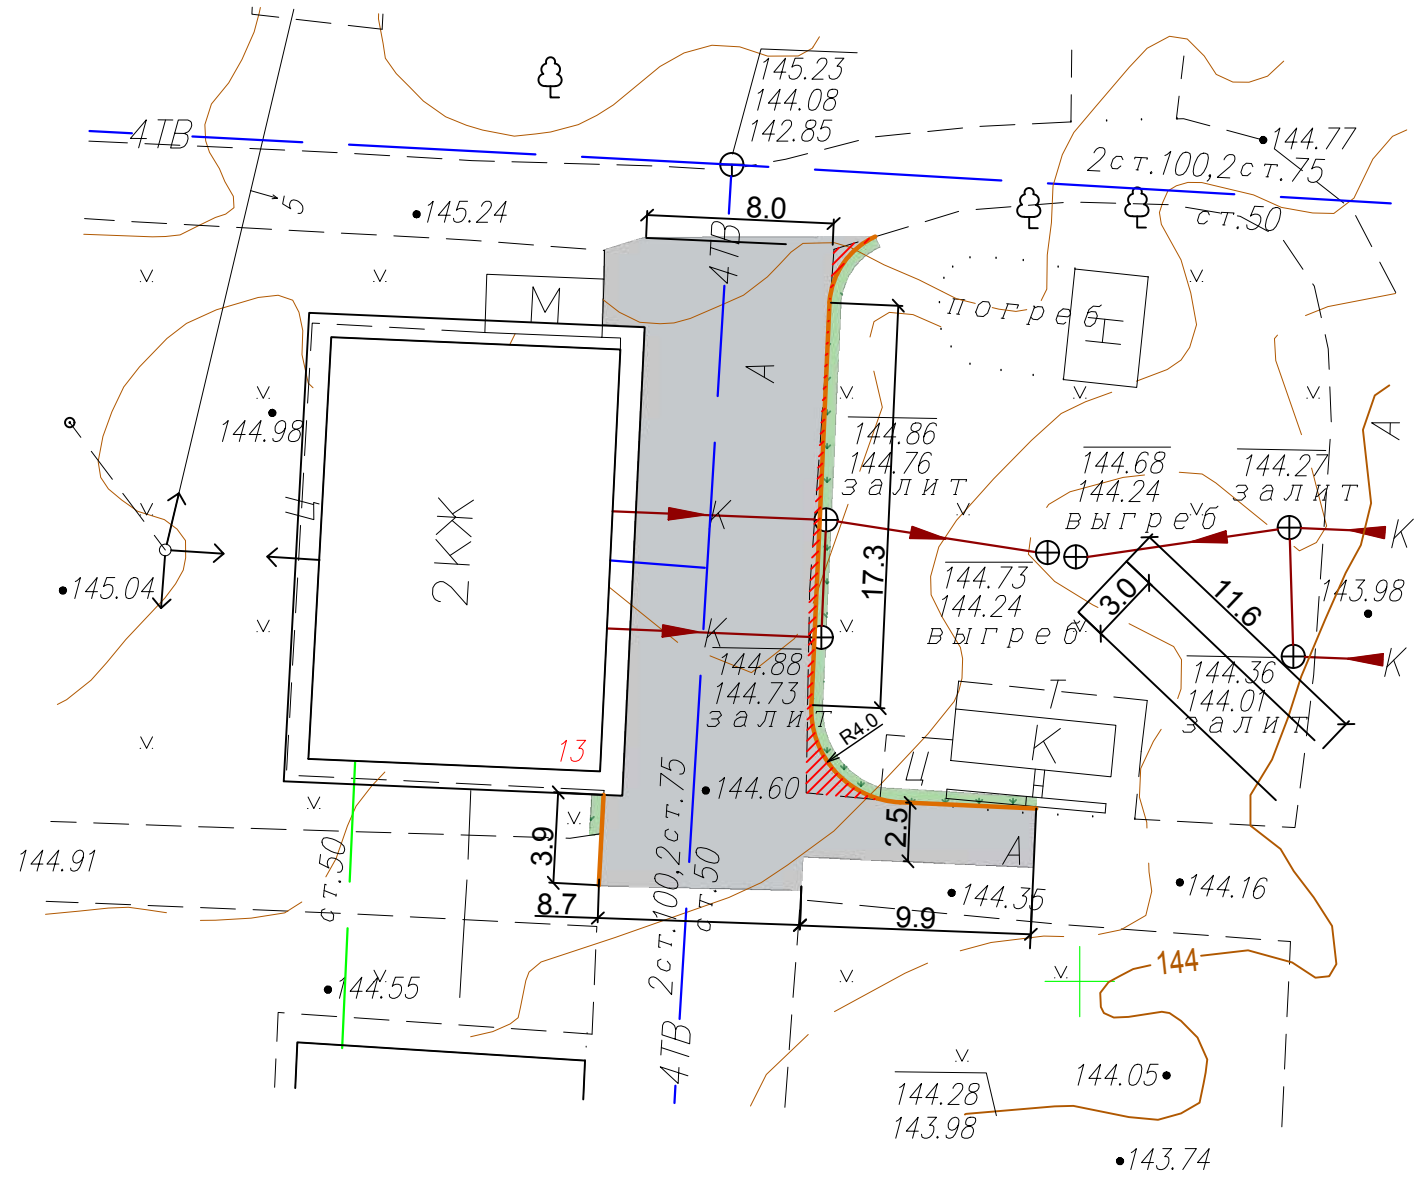 145.23
144.08
142.85
4ТВ
144.77
2ст.100,2ст.75
ст.50
5
145.24
8.0
4ТВ
М
погреб
Н
А
144.98
144.86
144.76
залит
144.68
144.24
выгреб
144.27
залит
А
Ц
2КЖ
К
К
17.3
144.73
144.24
выгреб
3.0
11.6
143.98
145.04
К
144.88
144.73
залит
144.36
144.01
залит
К
13
R4.0
Т
К
Ц
2ст.100,2ст.75
ст.50
144.60
2.5
А
3.9
ст.50
144.91
8.7
9.9
144.35
144.16
144
144.55
4ТВ
144.05
144.28
143.98
143.74